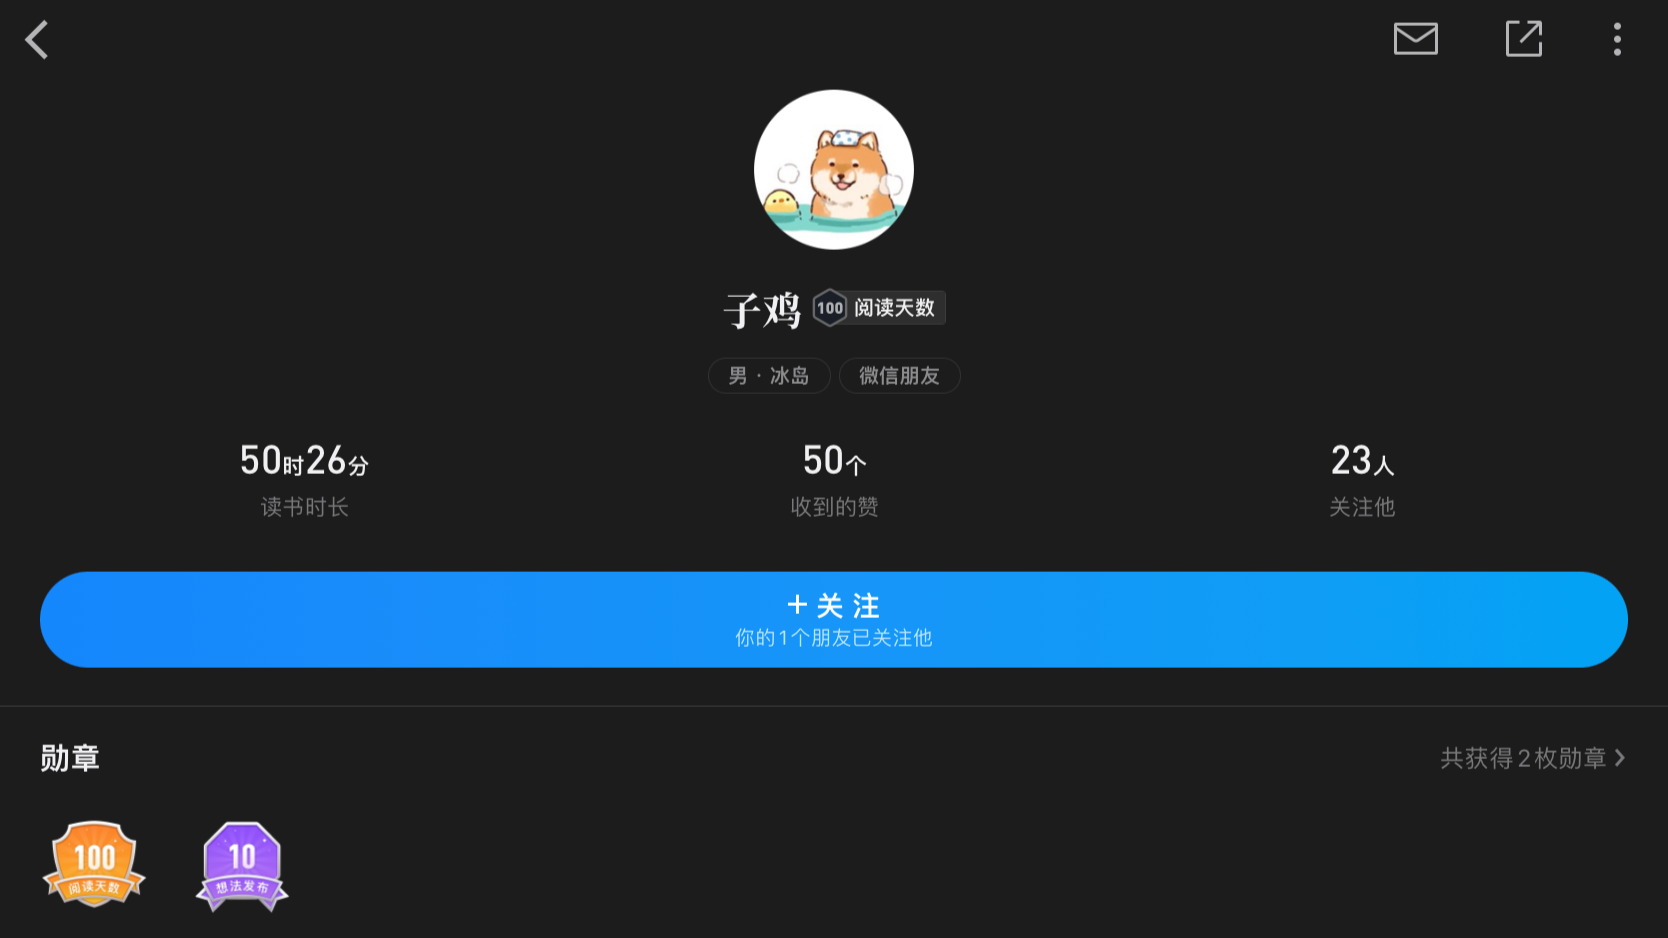 子鸡 100 阅读天数
男 · 冰岛 微信朋友
50时26分 50个 23人
读书时长 收到的赞 关注他
+ 关注
你的1个朋友已关注他
勋章 共获得2枚勋章
100 10
阅读天数 想法发布